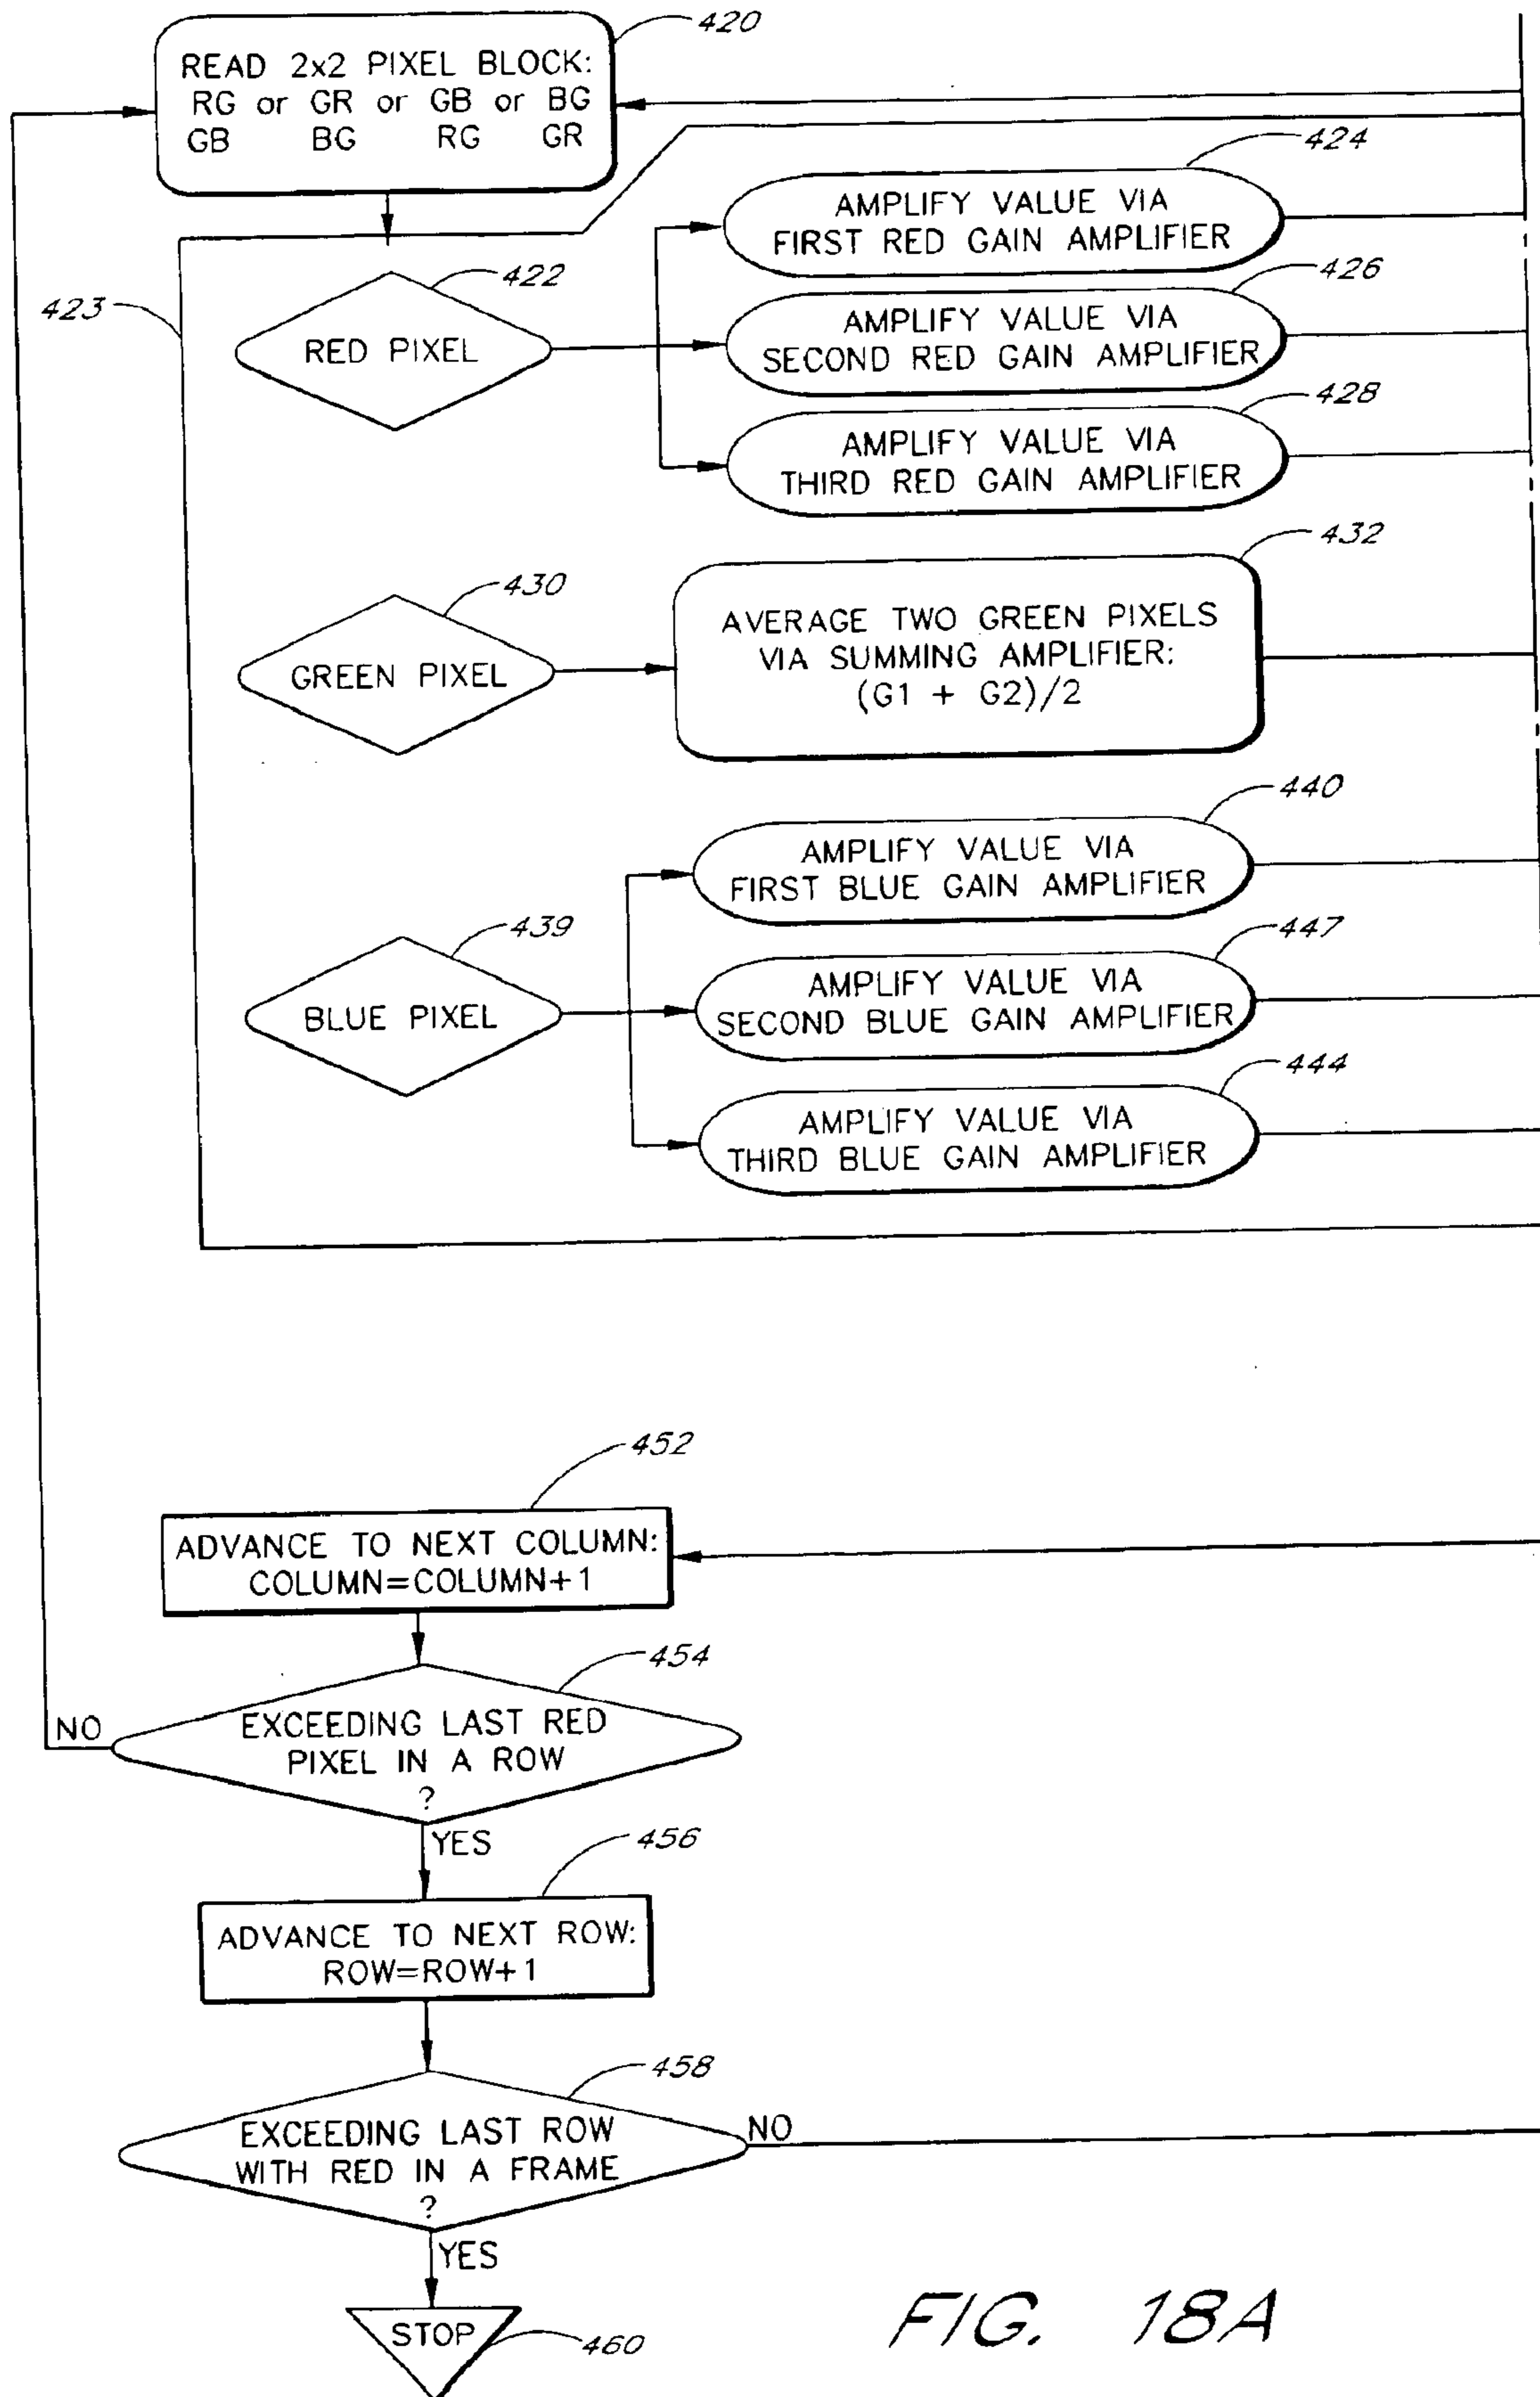 420
READ 2x2 PIXEL BLOCK:
RG or GR or GB or BG
GB BG RG GR
424
AMPLIFY VALUE VIA
FIRST RED GAIN AMPLIFIER
423
422
RED PIXEL
426
AMPLIFY VALUE VIA
SECOND RED GAIN AMPLIFIER
428
AMPLIFY VALUE VIA
THIRD RED GAIN AMPLIFIER
430
GREEN PIXEL
432
AVERAGE TWO GREEN PIXELS
VIA SUMMING AMPLIFIER:
(G1 + G2)/2
440
AMPLIFY VALUE VIA
FIRST BLUE GAIN AMPLIFIER
439
BLUE PIXEL
447
AMPLIFY VALUE VIA
SECOND BLUE GAIN AMPLIFIER
444
AMPLIFY VALUE VIA
THIRD BLUE GAIN AMPLIFIER
452
ADVANCE TO NEXT COLUMN:
COLUMN=COLUMN+1
454
NO
EXCEEDING LAST RED
PIXEL IN A ROW
?
YES
456
ADVANCE TO NEXT ROW:
ROW=ROW+1
458
EXCEEDING LAST ROW
WITH RED IN A FRAME
?
NO
YES
STOP
460
FIG. 18A